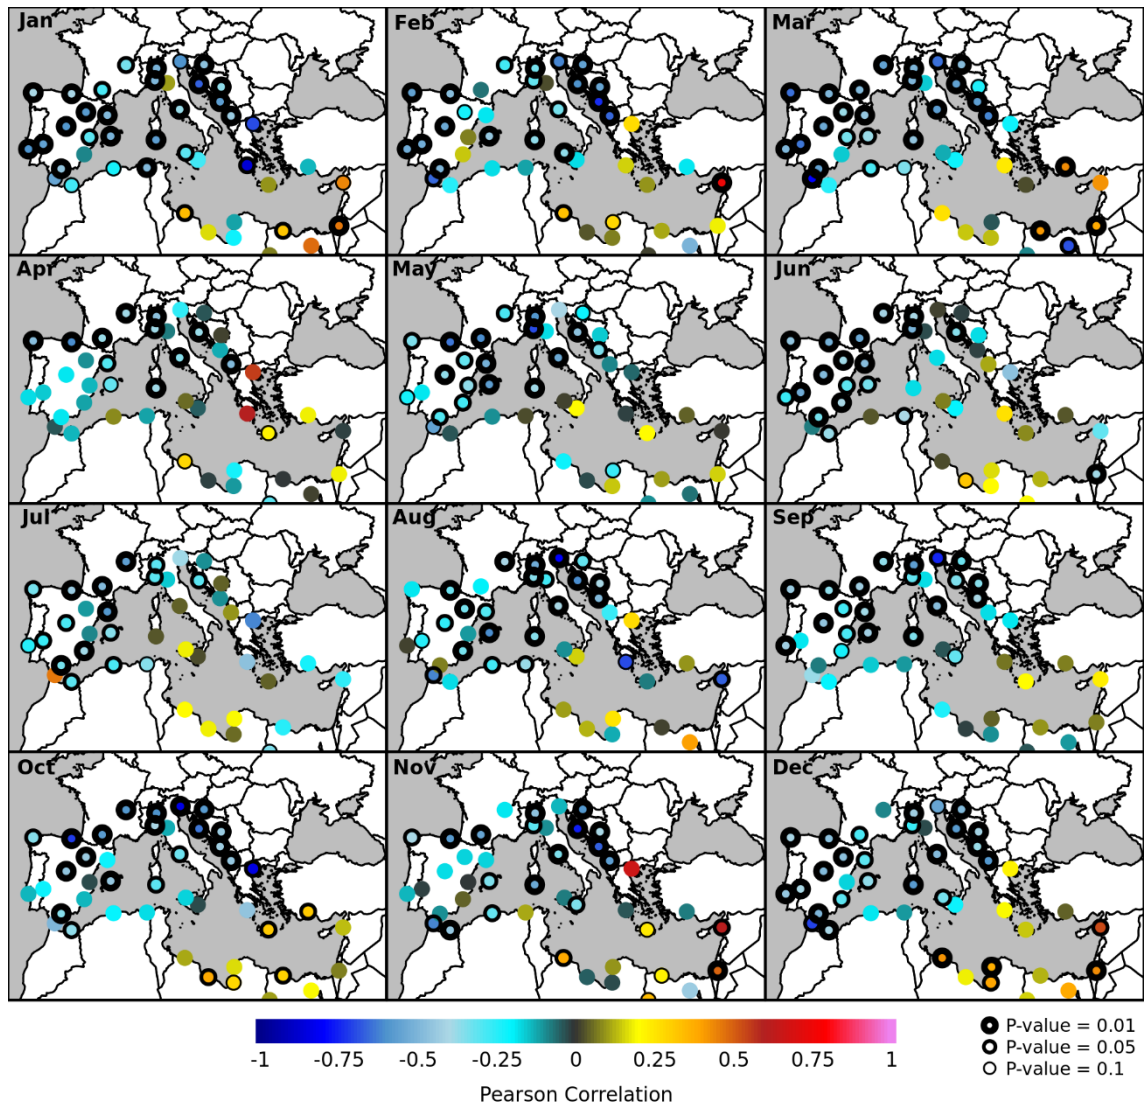 Jan Feb Mar
Apr May Jun
Jul Aug Sep
Oct Nov Dec
-1 -0.75 -0.5 -0.25 0 0.25 0.5 0.75 1
Pearson Correlation
P-value = 0.01
P-value = 0.05
P-value = 0.1